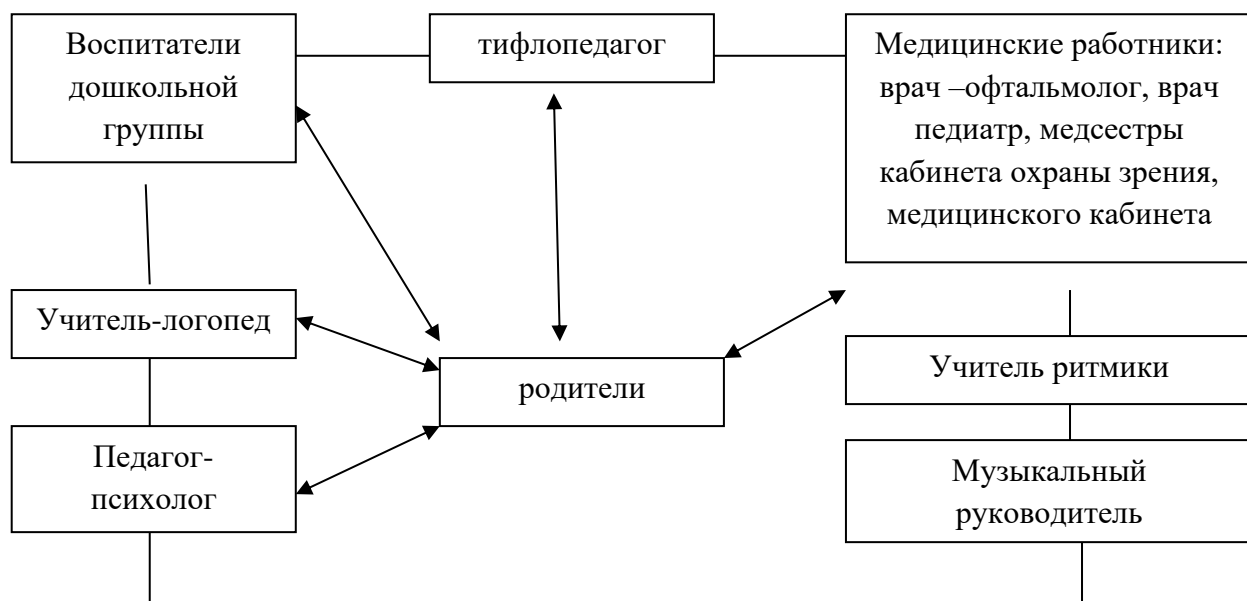 Воспитатели
дошкольной
группы
тифлопедагог
Медицинские работники:
врач –офтальмолог, врач
педиатр, медсестры
кабинета охраны зрения,
медицинского кабинета
Учитель-логопед
родители
Учитель ритмики
Педагог-
психолог
Музыкальный
руководитель